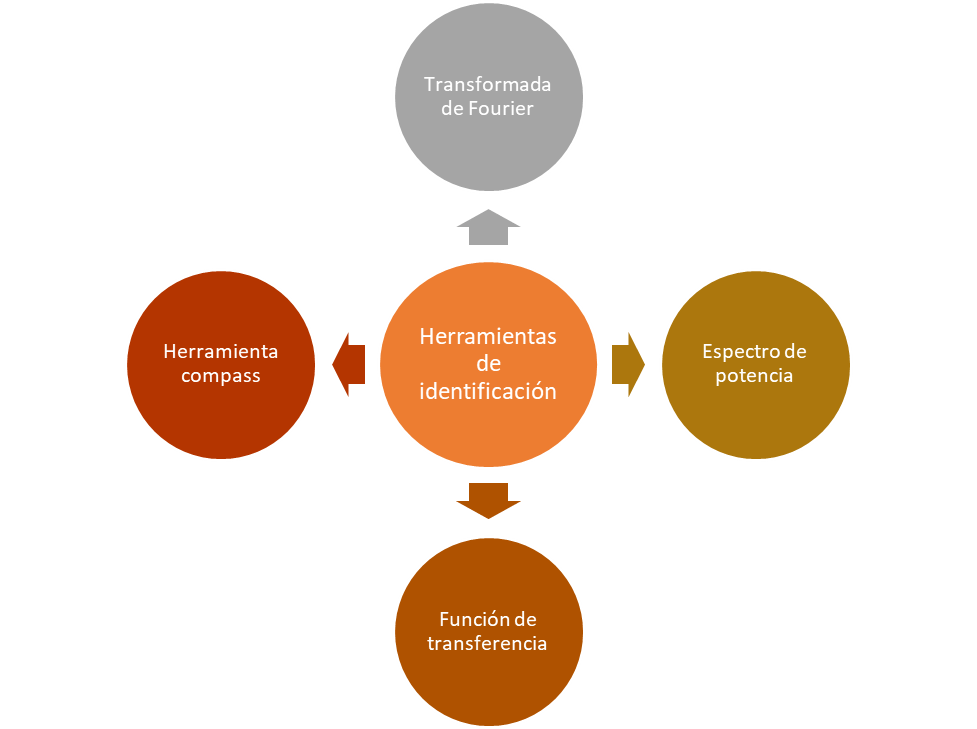 Transformada
de Fourier
Herramienta
compass
Herramientas
de
identificación
Espectro de
potencia
Función de
transferencia